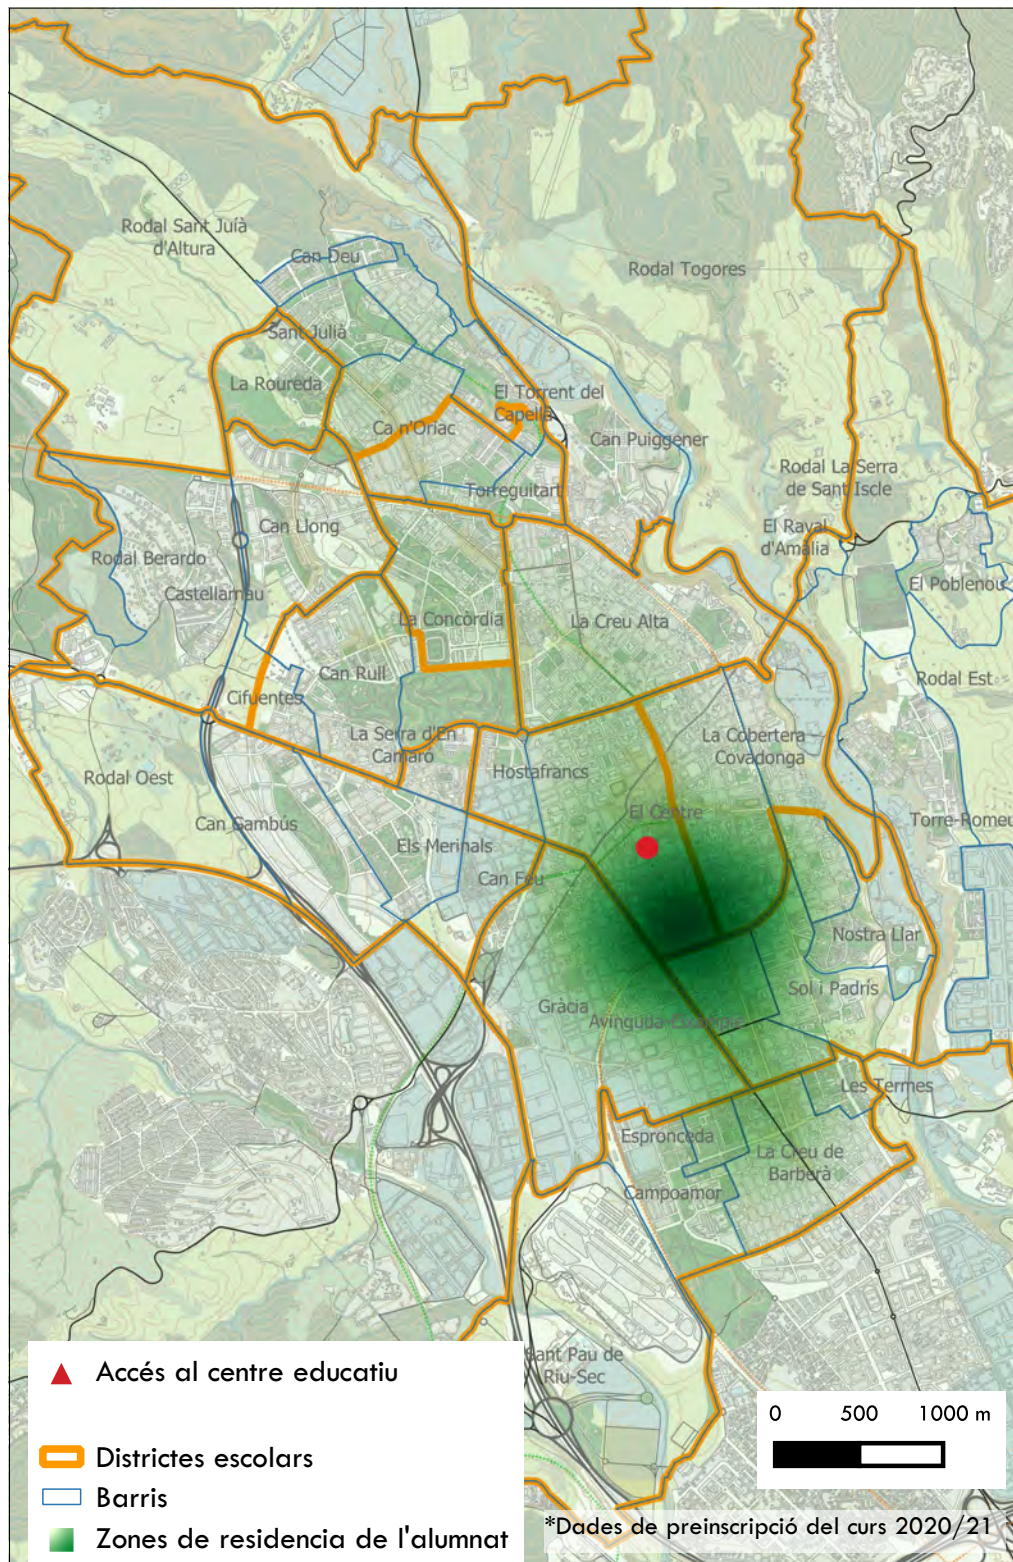 Rodal Sant Juíà
d'Altura
Can Deu
Rodal Togores
Sant Julià
La Roureda
El Torrent del
Capellà
Ca n'Oriac
Can Puiggener
Rodal La Serra
de Sant Iscle
Torreguitart
Can Llong
El Raval
d'Amàlia
Rodal Berardo
El Poblenou
Castellarnau
La Concòrdia
La Creu Alta
Can Rull
Rodal Est
Cifuentes
La Serra d'En
Camaró
La Cobertera
Covadonga
Hostafrancs
Rodal Oest
El Centre
Can Gambús
Torre-Romeu
Els Merinals
Can Feu
Nostra Llar
Sol i Padrís
Gràcia
Avinguda-Eixample
Les Termes
Espronceda
La Creu de
Barberà
Campoamor
Sant Pau de
Riu-Sec
Accés al centre educatiu
Districtes escolars
Barris
Zones de residencia de l'alumnat
0 500 1000 m
*Dades de preinscripció del curs 2020/21